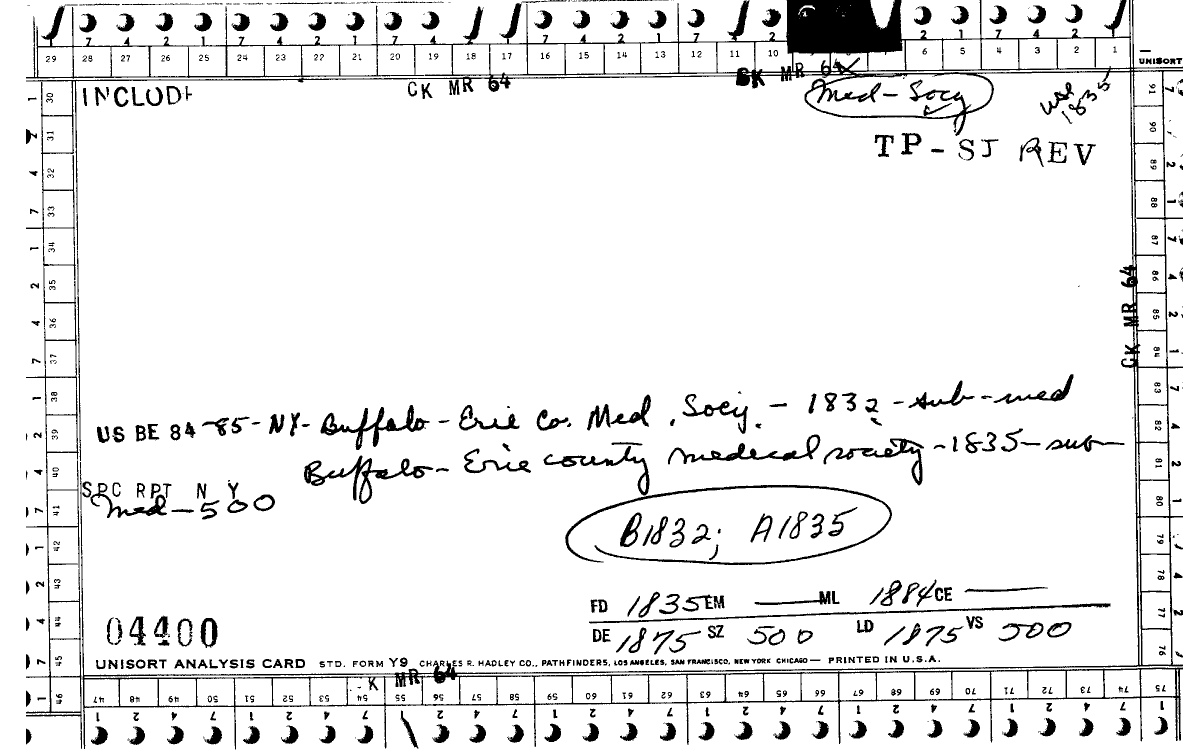 7 4 2 1 7 4 2 1 7 4 2 1 7 4 2 1 7 4 2 1 7 2 2 1 7 4 2 1
29 28 27 26 25 24 23 22 21 20 19 18 17 16 15 14 13 12 11 10 6 5 4 3 2 1
UNISORT
INCLUDE
CK MR 64
CK MR 64
Med-Socy
use 1835
TP-SJ REV
CK MR 64
US BE 84-85-NY-Buffalo-Erie Co. Med. Socy. - 1832-sub-med
Buffalo- Erie county medical society-1835-sub-
SPC RPT N Y
Med-500
B1832; A1835
FD 1835 EM — ML 1884 CE —
DE 1875 SZ 500 LD 1875 VS 500
04400
UNISORT ANALYSIS CARD STD. FORM Y9 CHARLES R. HADLEY CO., PATHFINDERS, LOS ANGELES, SAN FRANCISCO, NEW YORK CHICAGO — PRINTED IN U.S.A.
K MR 64
46 47 48 49 50 51 52 53 54 55 56 57 58 59 60 61 62 63 64 65 66 67 68 69 70 71 72 73 74 75
30 31 32 33 34 35 36 37 38 39 40 41 42 43 44 45
91 90 89 88 87 86 85 84 83 82 81 80 79 78 77 76